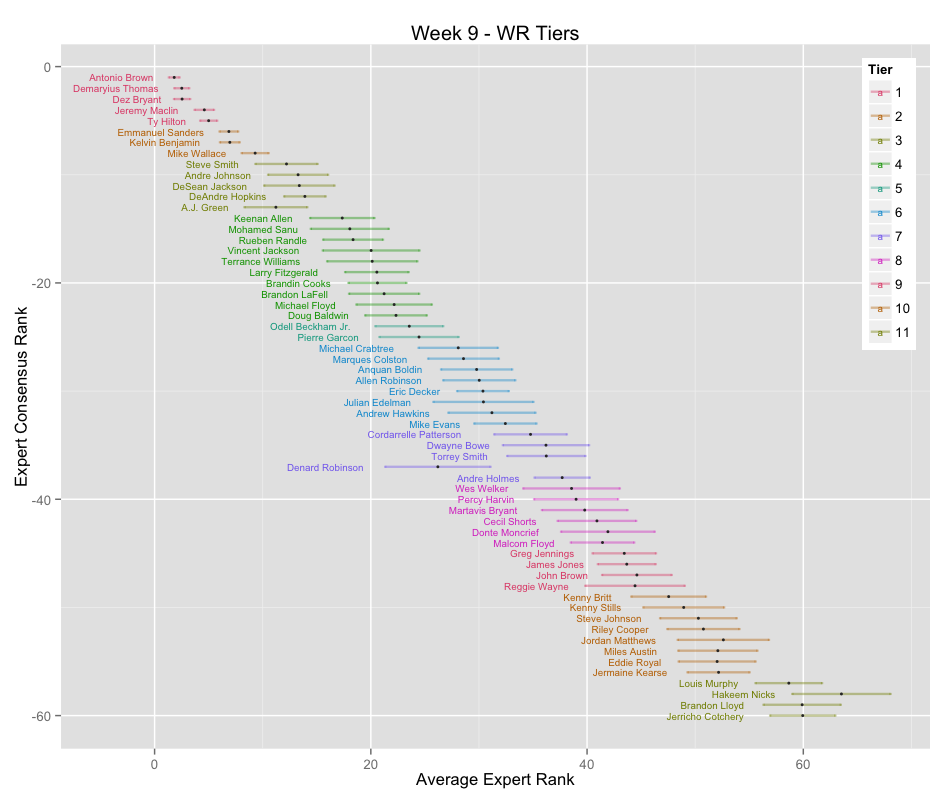 Week 9 - WR Tiers
Expert Consensus Rank
0
-20
-40
-60
Antonio Brown
Demaryius Thomas
Dez Bryant
Jeremy Maclin
Ty Hilton
Emmanuel Sanders
Kelvin Benjamin
Mike Wallace
Steve Smith
Andre Johnson
DeSean Jackson
DeAndre Hopkins
A.J. Green
Keenan Allen
Mohamed Sanu
Rueben Randle
Vincent Jackson
Terrance Williams
Larry Fitzgerald
Brandin Cooks
Brandon LaFell
Michael Floyd
Doug Baldwin
Odell Beckham Jr.
Pierre Garcon
Michael Crabtree
Marques Colston
Anquan Boldin
Allen Robinson
Eric Decker
Julian Edelman
Andrew Hawkins
Mike Evans
Cordarrelle Patterson
Dwayne Bowe
Torrey Smith
Denard Robinson
Andre Holmes
Wes Welker
Percy Harvin
Martavis Bryant
Cecil Shorts
Donte Moncrief
Malcom Floyd
Greg Jennings
James Jones
John Brown
Reggie Wayne
Kenny Britt
Kenny Stills
Steve Johnson
Riley Cooper
Jordan Matthews
Miles Austin
Eddie Royal
Jermaine Kearse
Louis Murphy
Hakeem Nicks
Brandon Lloyd
Jerricho Cotchery
Tier
a 1
a 2
a 3
a 4
a 5
a 6
a 7
a 8
a 9
a 10
a 11
0 20 40 60
Average Expert Rank